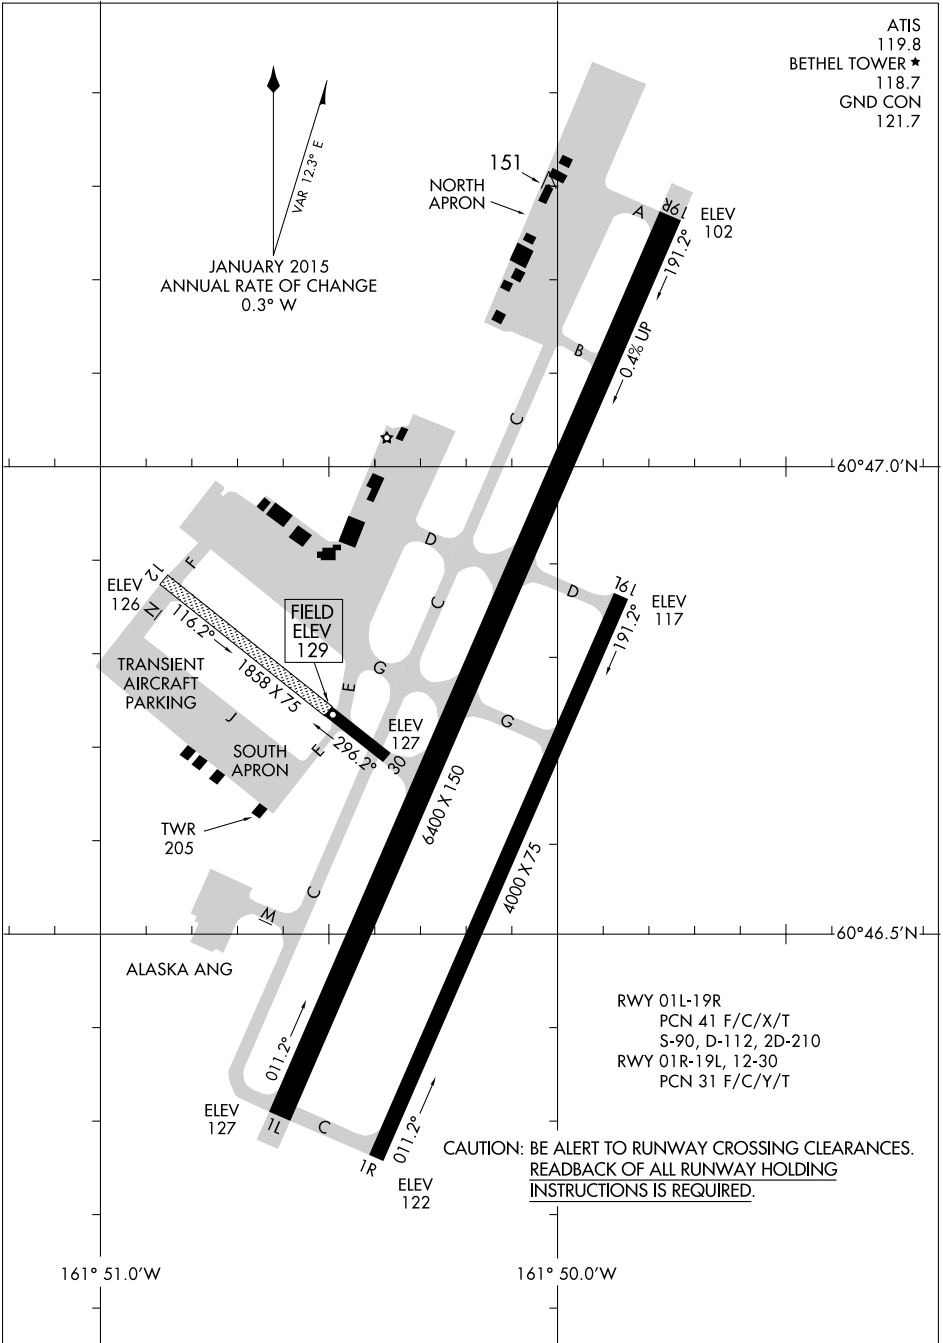 ATIS
119.8
BETHEL TOWER ★
118.7
GND CON
121.7
VAR 12.3° E
JANUARY 2015
ANNUAL RATE OF CHANGE
0.3° W
151
NORTH
APRON
A
19R
ELEV
102
191.2°
0.4% UP
B
C
60°47.0'N
D
C
D
19L
ELEV
117
191.2°
F
12
ELEV
126
N
116.2°
FIELD
ELEV
129
1858 X 75
TRANSIENT
AIRCRAFT
PARKING
J
E
G
G
ELEV
127
E
296.2°
30
SOUTH
APRON
TWR
205
6400 X 150
4000 X 75
C
M
60°46.5'N
ALASKA ANG
RWY 01L-19R
PCN 41 F/C/X/T
S-90, D-112, 2D-210
RWY 01R-19L, 12-30
PCN 31 F/C/Y/T
011.2°
ELEV
127
1L
C
011.2°
1R
ELEV
122
CAUTION: BE ALERT TO RUNWAY CROSSING CLEARANCES.
READBACK OF ALL RUNWAY HOLDING
INSTRUCTIONS IS REQUIRED.
161° 51.0'W
161° 50.0'W